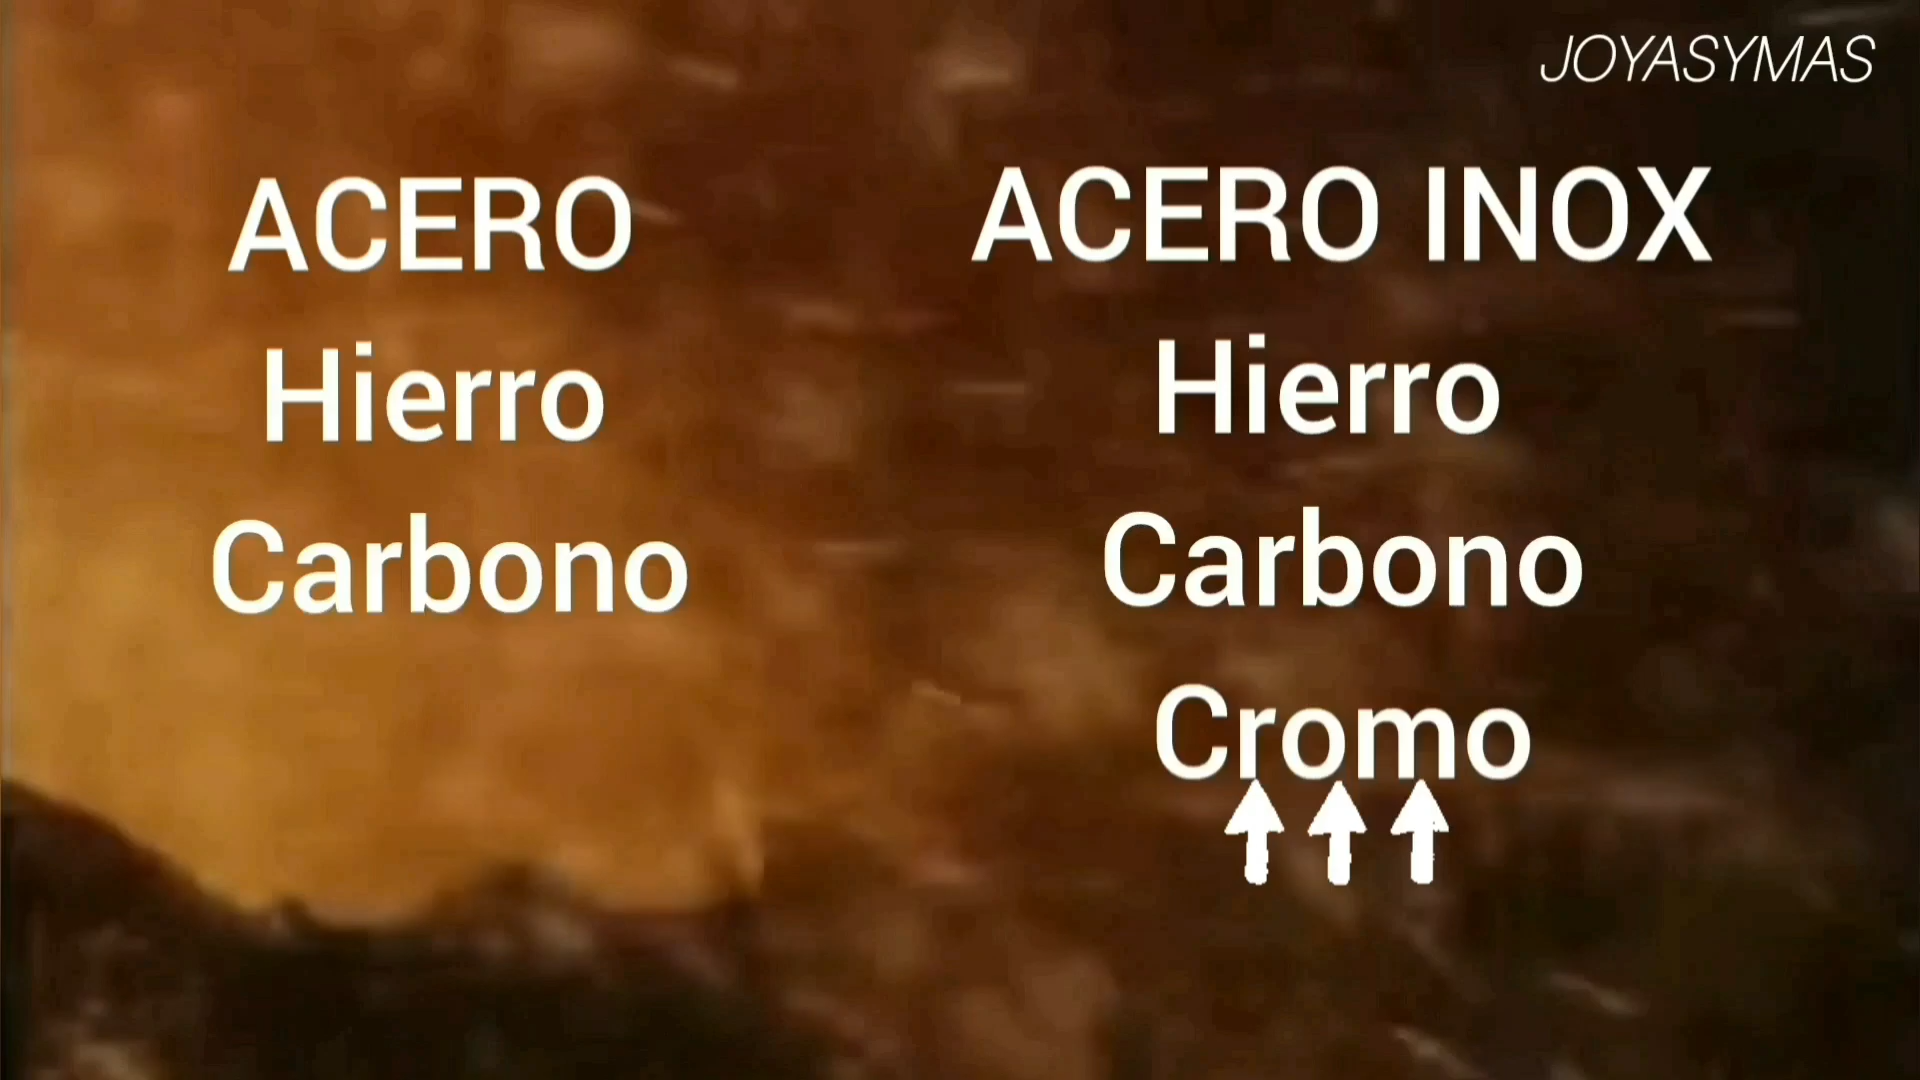 JOYASYMAS
ACERO
Hierro
Carbono
ACERO INOX
Hierro
Carbono
Cromo